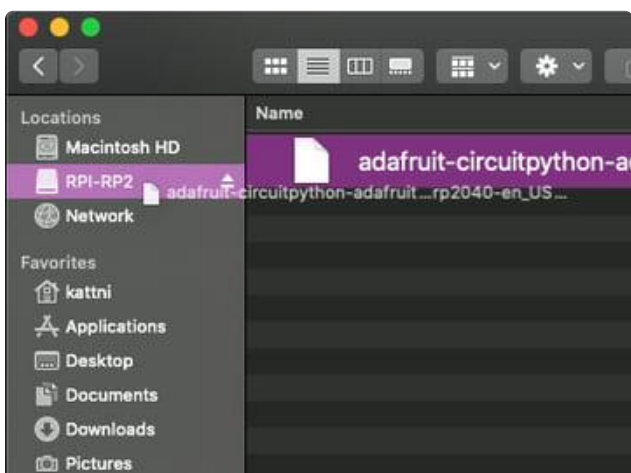 Locations
Name
Macintosh HD
adafruit-circuitpython-a
RPI-RP2
adafruit-circuitpython-adafruit...rp2040-en_US...
Network
Favorites
kattni
Applications
Desktop
Documents
Downloads
Pictures